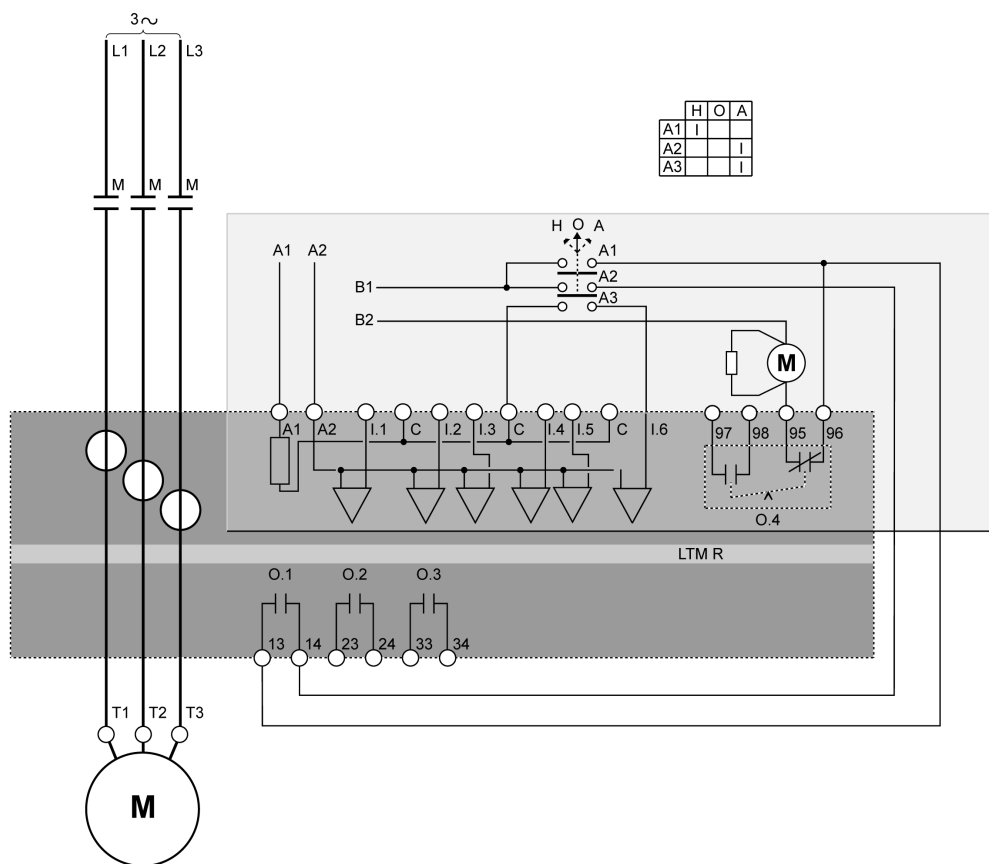 3~
L1 L2 L3
H O A
A1 I
A2 I
A3 I
M M M
H O A
A1 A2 A1
A2
B1
A3
B2
M
A1 A2 I.1 C I.2 I.3 C I.4 I.5 C I.6 97 98 95 96
O.4
LTM R
O.1 O.2 O.3
13 14 23 24 33 34
T1 T2 T3
M